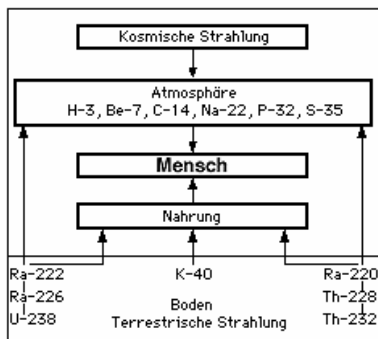 Kosmische Strahlung
Atmosphäre
H-3, Be-7, C-14, Na-22, P-32, S-35
Mensch
Nahrung
Ra-222 K-40 Ra-220
Ra-226 Boden Th-228
U-238 Terrestrische Strahlung Th-232